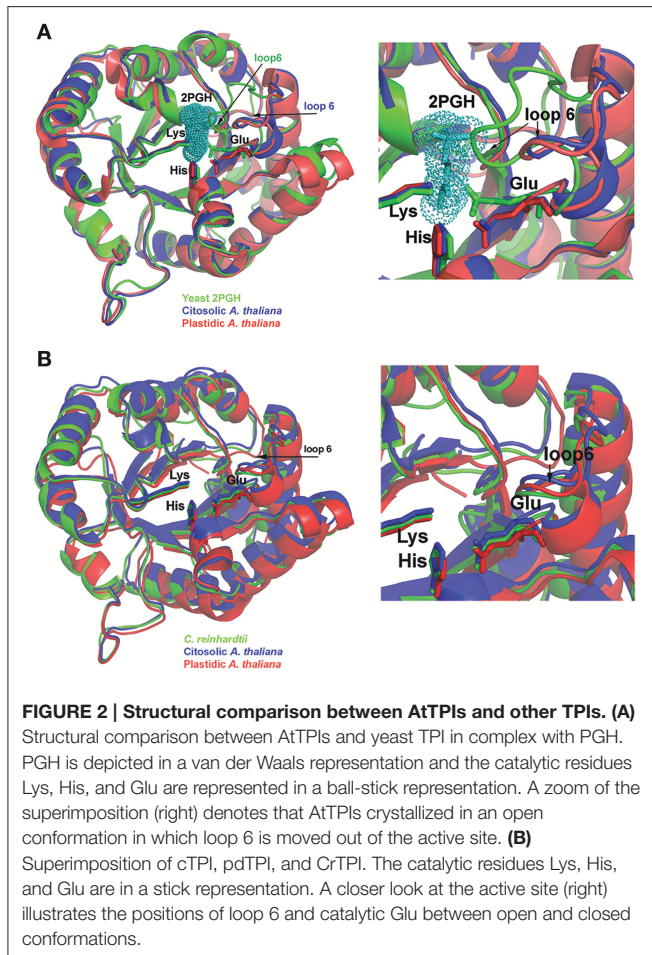 A
loop6
2PGH
loop 6
Lys
Glu
His
Yeast 2PGH
Citosolic A. thaliana
Plastidic A. thaliana
2PGH
loop 6
Glu
Lys
His
B
loop 6
Lys
Glu
His
C. reinhardtii
Citosolic A. thaliana
Plastidic A. thaliana
loop6
Glu
Lys
His
FIGURE 2 | Structural comparison between AtTPIs and other TPIs. (A)
Structural comparison between AtTPIs and yeast TPI in complex with PGH.
PGH is depicted in a van der Waals representation and the catalytic residues
Lys, His, and Glu are represented in a ball-stick representation. A zoom of the
superimposition (right) denotes that AtTPIs crystallized in an open
conformation in which loop 6 is moved out of the active site. (B)
Superimposition of cTPI, pdTPI, and CrTPI. The catalytic residues Lys, His,
and Glu are in a stick representation. A closer look at the active site (right)
illustrates the positions of loop 6 and catalytic Glu between open and closed
conformations.